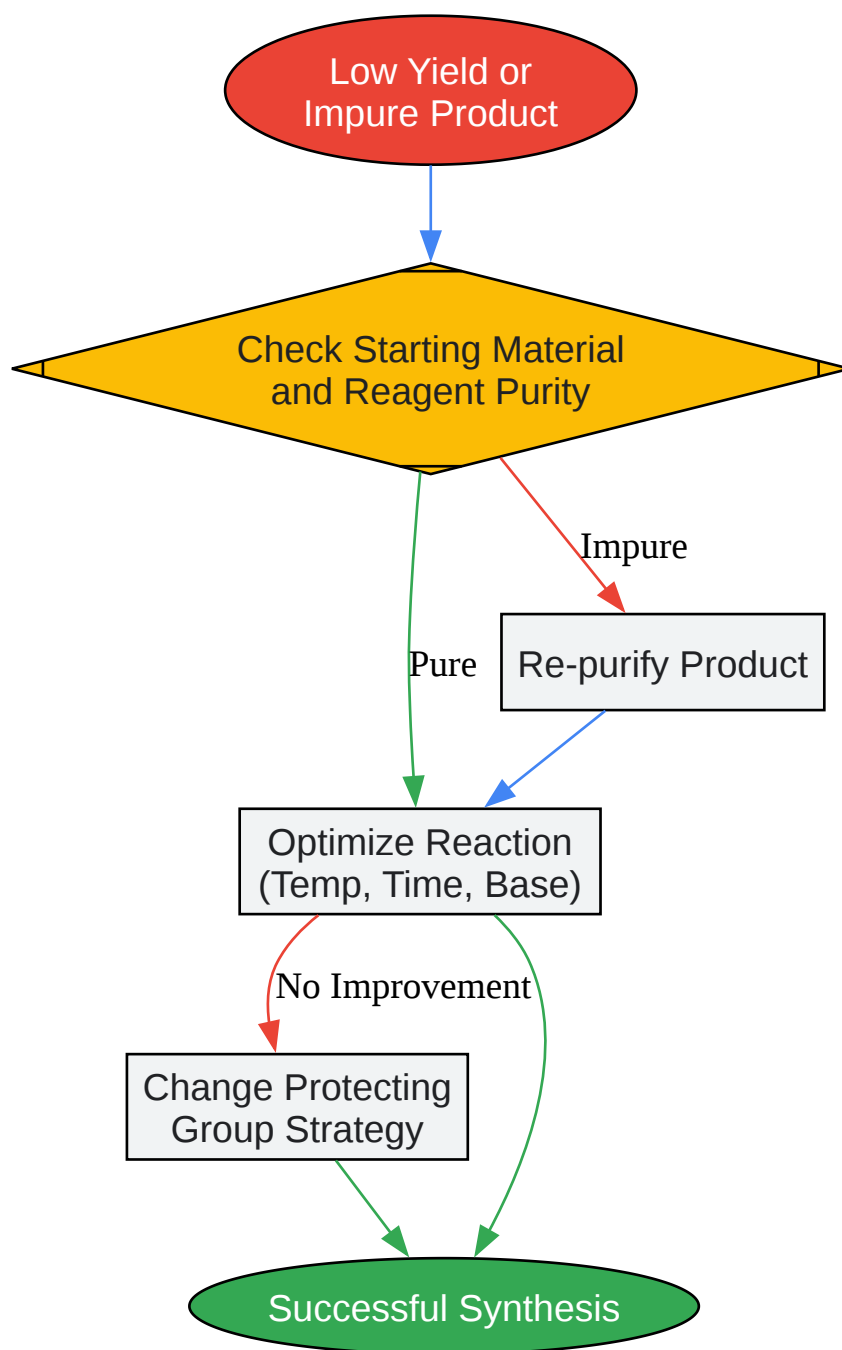 Low Yield or
Impure Product
Check Starting Material
and Reagent Purity
Impure
Pure
Re-purify Product
Optimize Reaction
(Temp, Time, Base)
No Improvement
Change Protecting
Group Strategy
Successful Synthesis